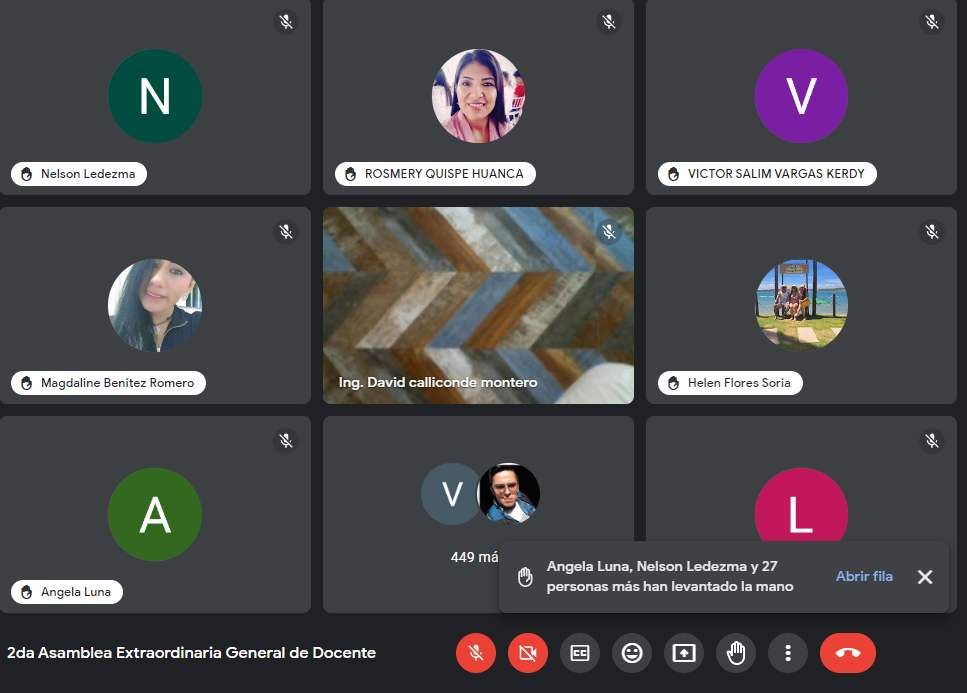 N
V
Nelson Ledezma
ROSMERY QUISPE HUANCA
VICTOR SALIM VARGAS KERDY
Magdaline Benitez Romero
Ing. David calliconde montero
Helen Flores Soria
A
V
L
449 má
Angela Luna, Nelson Ledezma y 27
personas más han levantado la mano
Abrir fila
Angela Luna
2da Asamblea Extraordinaria General de Docente
CC